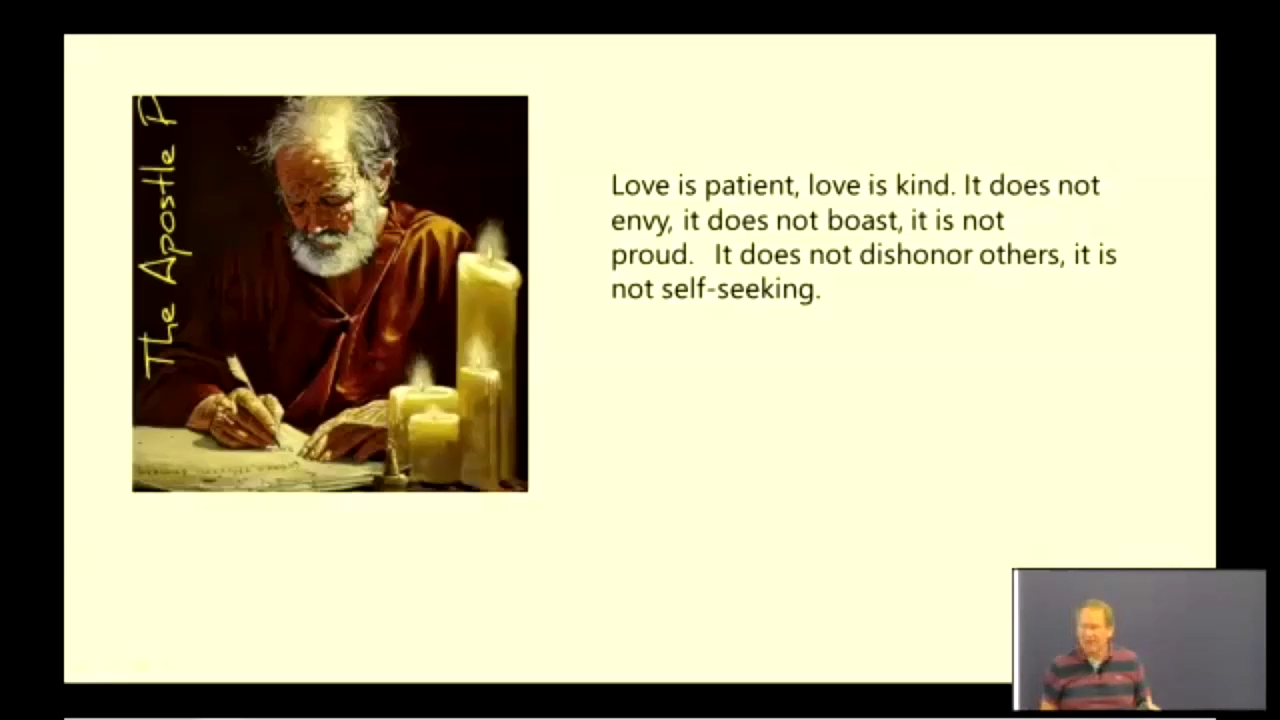 The Apostle P
Love is patient, love is kind. It does not
envy, it does not boast, it is not
proud.   It does not dishonor others, it is
not self-seeking.